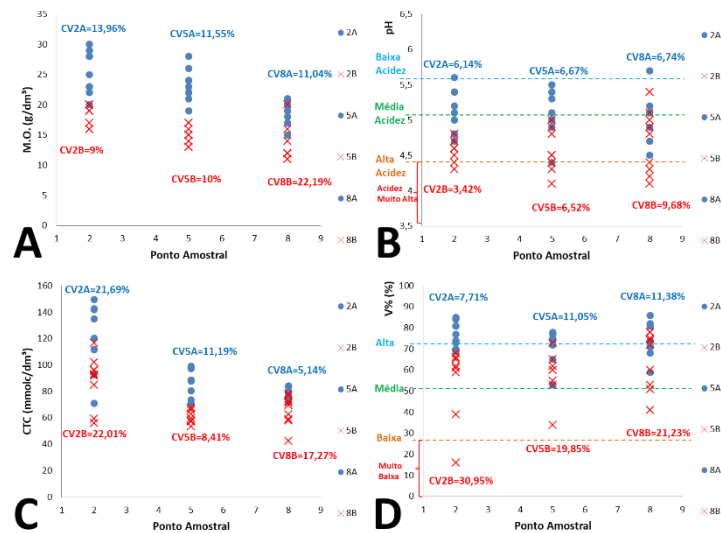 A
M.O. (g/dm³)
35
30
25
20
15
10
5
0
CV2A=13,96%
CV5A=11,55%
CV8A=11,04%
CV2B=9%
CV5B=10%
CV8B=22,19%
1 2 3 4 5 6 7 8 9
Ponto Amostral
2A
2B
5A
5B
8A
8B
B
pH
6,5
6
5,5
5
4,5
4
3,5
Baixa
Acidez
Média
Acidez
Alta
Acidez
Acidez
Muito Alta
CV2A=6,14%
CV5A=6,67%
CV8A=6,74%
CV2B=3,42%
CV5B=6,52%
CV8B=9,68%
1 2 3 4 5 6 7 8 9
Ponto Amostral
2A
2B
5A
5B
8A
8B
C
CTC (mmolc/dm³)
160
140
120
100
80
60
40
20
0
CV2A=21,69%
CV5A=11,19%
CV8A=5,14%
CV2B=22,01%
CV5B=8,41%
CV8B=17,27%
1 2 3 4 5 6 7 8 9
Ponto Amostral
2A
2B
5A
5B
8A
8B
D
V% (%)
100
90
80
70
60
50
40
30
20
10
0
Alta
Média
Baixa
Muito
Baixa
CV2A=7,71%
CV5A=11,05%
CV8A=11,38%
CV2B=30,95%
CV5B=19,85%
CV8B=21,23%
1 2 3 4 5 6 7 8 9
Ponto Amostral
2A
2B
5A
5B
8A
8B